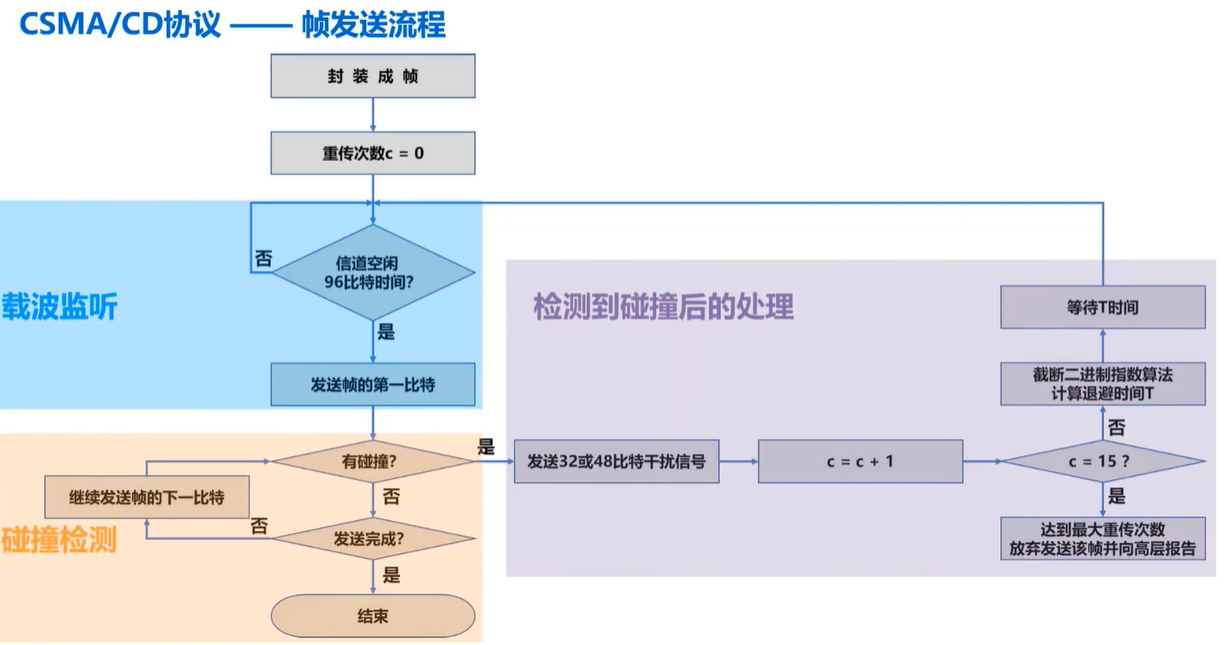 CSMA/CD协议 —— 帧发送流程
封 装 成 帧
重传次数c = 0
信道空闲
96比特时间?
否
是
载波监听
发送帧的第一比特
有碰撞?
是
否
继续发送帧的下一比特
发送完成?
否
是
碰撞检测
结束
检测到碰撞后的处理
发送32或48比特干扰信号
c = c + 1
c = 15 ?
否
是
截断二进制指数算法
计算退避时间T
等待T时间
达到最大重传次数
放弃发送该帧并向高层报告